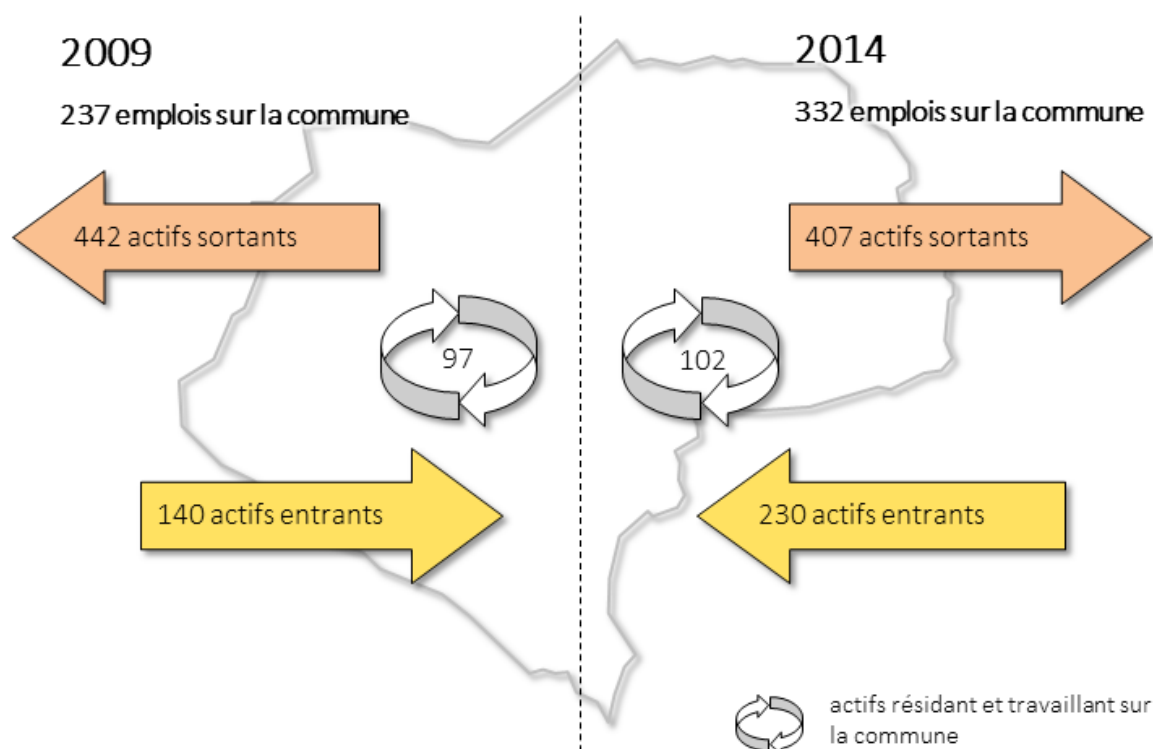 2009
237 emplois sur la commune
442 actifs sortants
97
140 actifs entrants
2014
332 emplois sur la commune
407 actifs sortants
102
230 actifs entrants
actifs résidant et travaillant sur
la commune